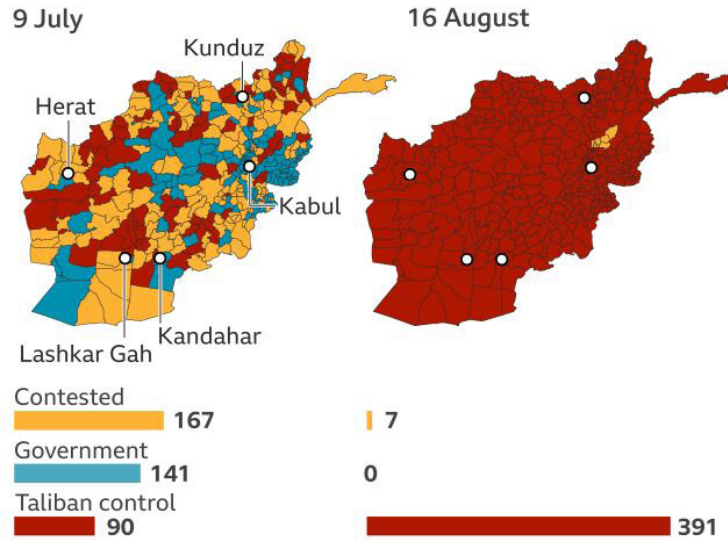 9 July
16 August
Kunduz
Herat
Kabul
Kandahar
Lashkar Gah
Contested
167
7
Government
141
0
Taliban control
90
391